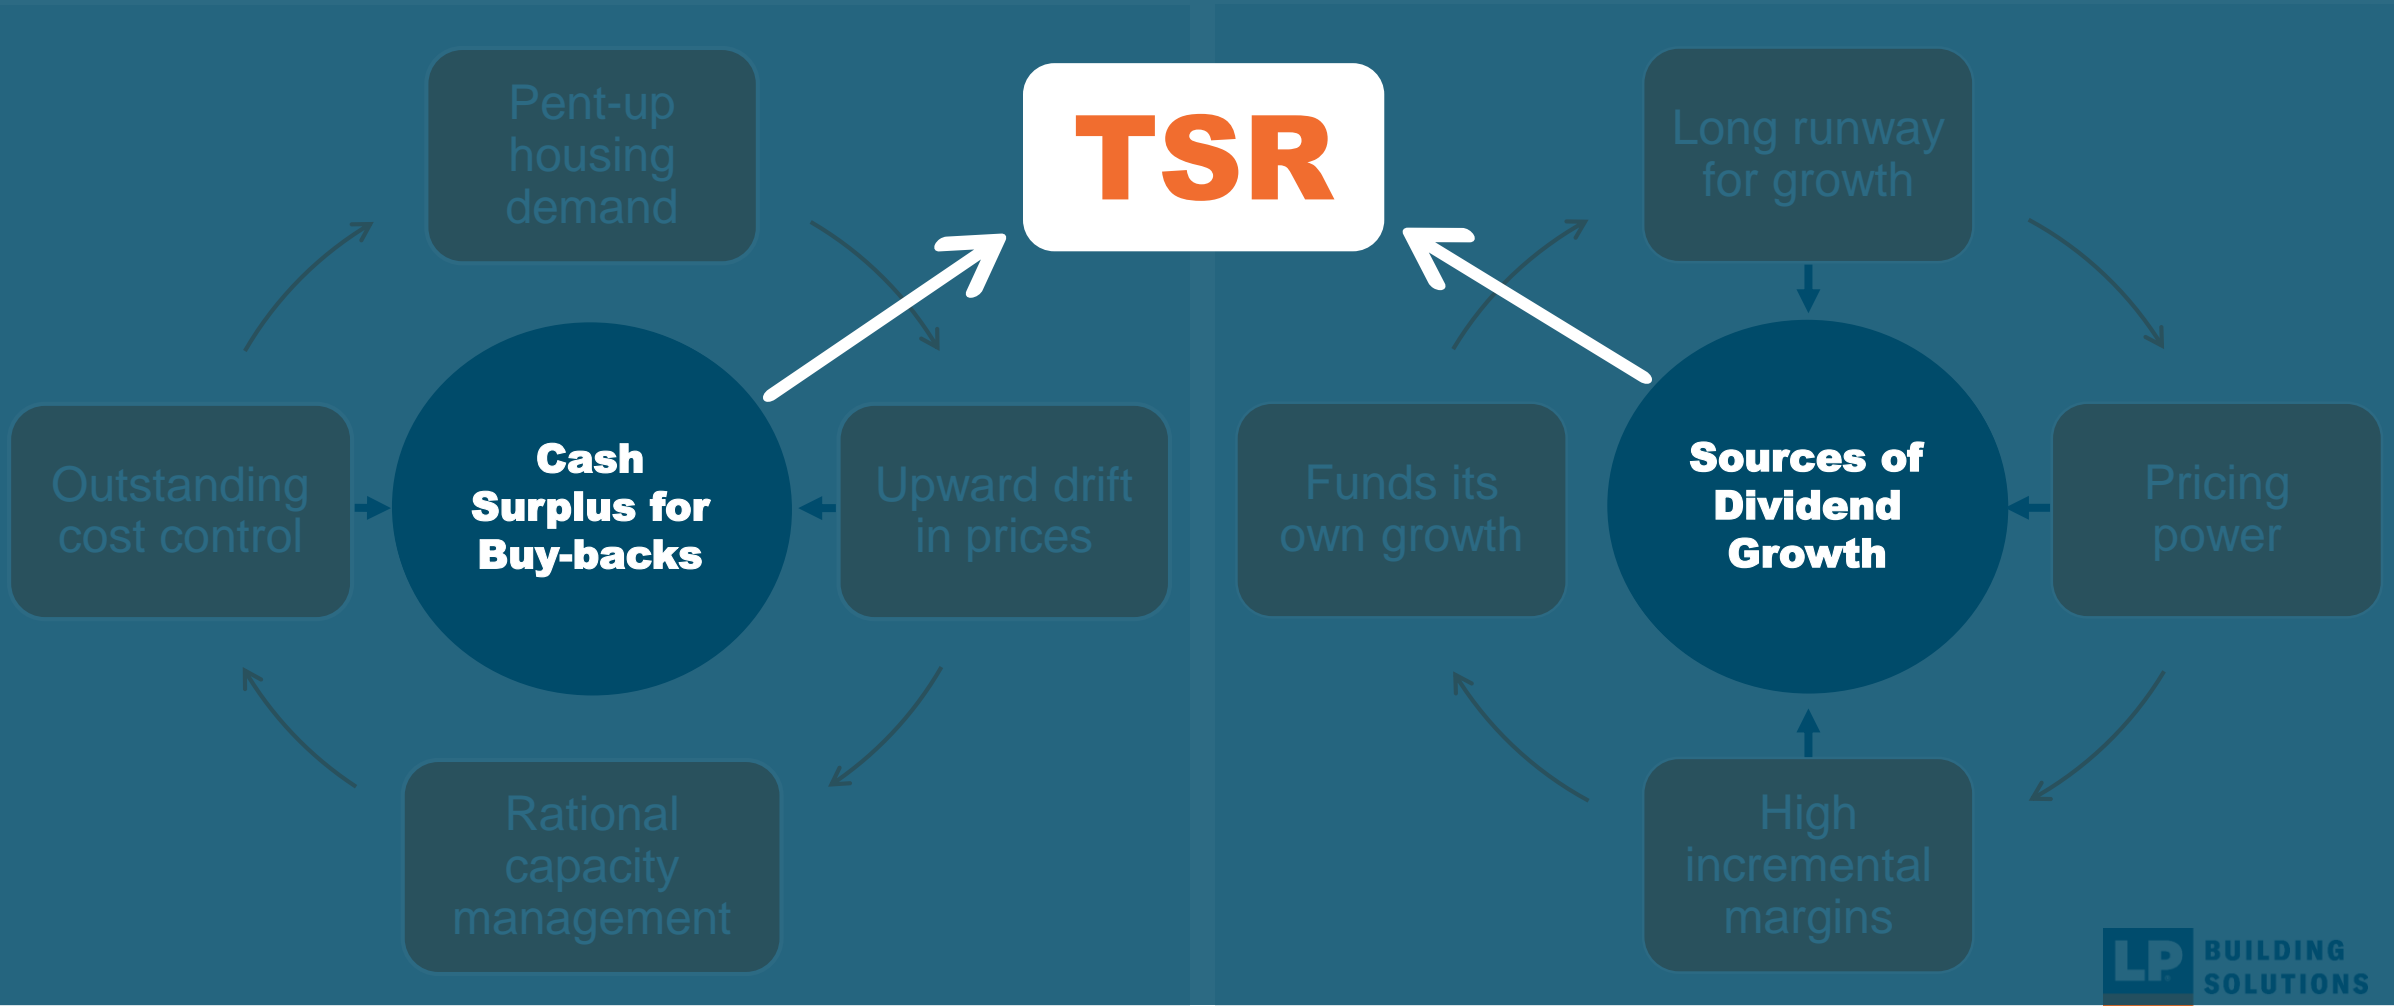 TSR
Pent-up
housing
demand
Outstanding
cost control
Cash
Surplus for
Buy-backs
Upward drift
in prices
Rational
capacity
management
Long runway
for growth
Funds its
own growth
Sources of
Dividend
Growth
Pricing
power
High
incremental
margins
LP BUILDING
SOLUTIONS